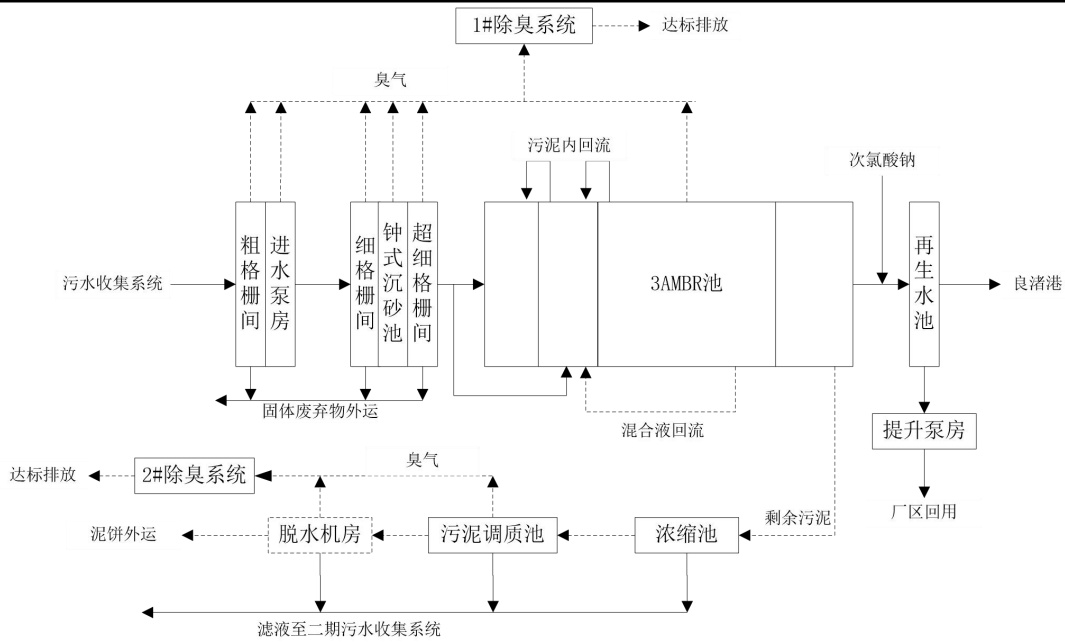 1#除臭系统
达标排放
臭气
污泥内回流
次氯酸钠
污水收集系统
粗格栅间
进水泵房
细格栅间
钟式沉砂池
超细格栅间
3AMBR池
再生水池
良渚港
固体废弃物外运
混合液回流
提升泵房
达标排放
2#除臭系统
臭气
厂区回用
泥饼外运
脱水机房
污泥调质池
浓缩池
剩余污泥
滤液至二期污水收集系统